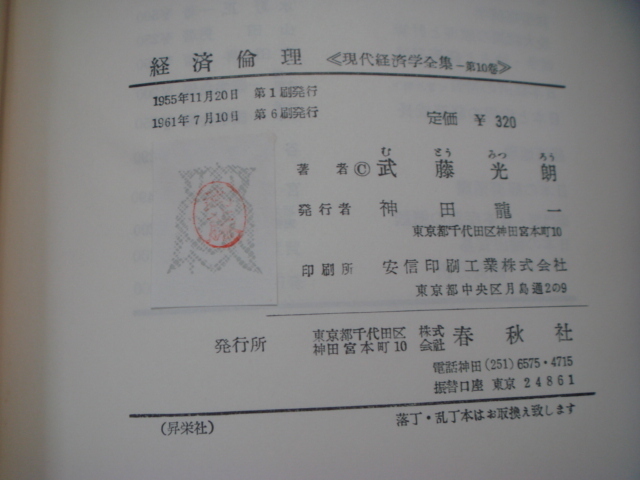 経済倫理 ≪現代経済学全集－第10巻≫
1955年11月20日 第1刷発行
1961年7月10日 第6刷発行
定価 ¥ 320
むとうみつろう
著者 © 武藤光朗
発行者 神田龍一
東京都千代田区神田宮本町10
印刷所 安信印刷工業株式会社
東京都中央区月島通2の9
発行所 東京都千代田区神田宮本町10 株式会社 春秋社
電話神田 (251) 6575・4715
振替口座 東京 24861
(昇栄社)
落丁・乱丁本はお取換え致します